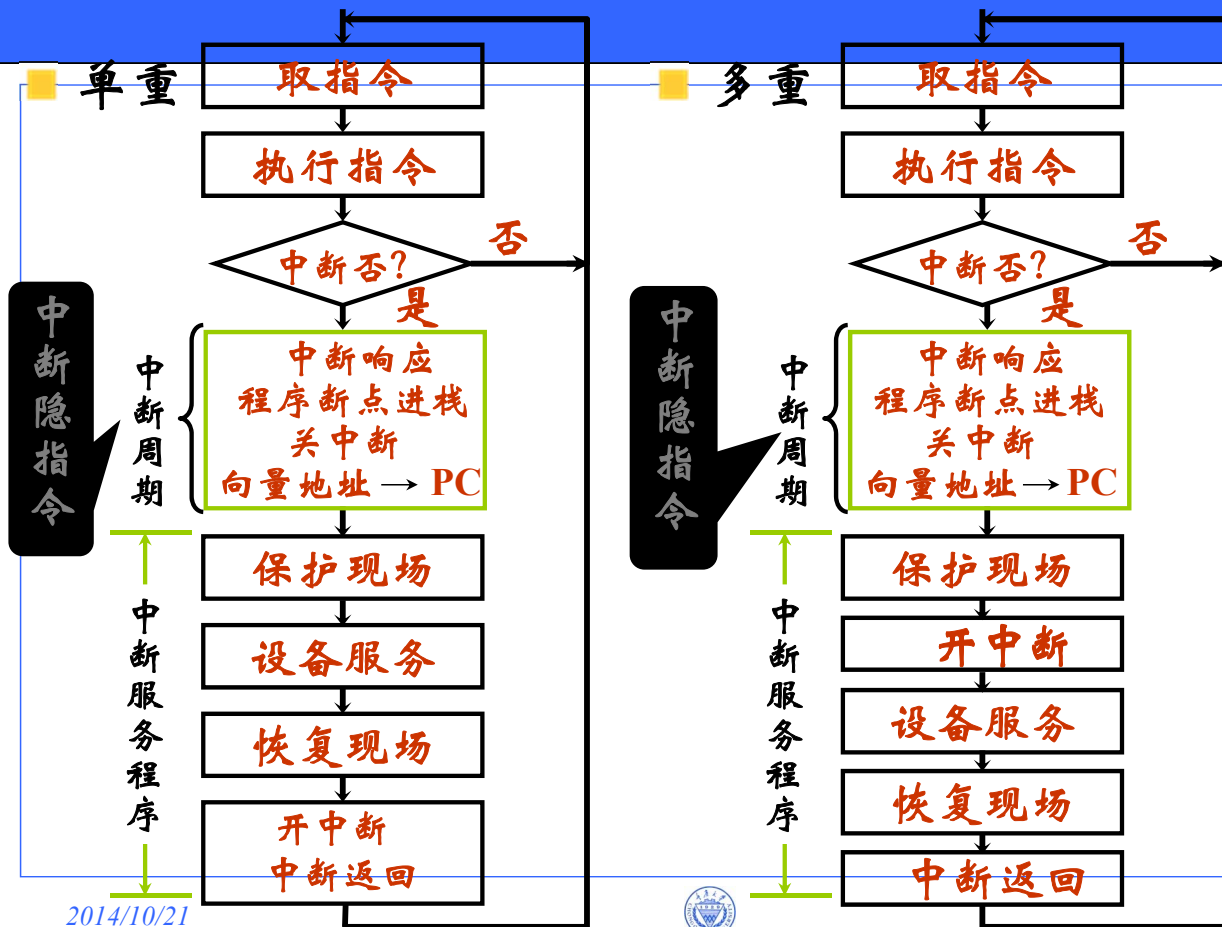 单重
取指令
执行指令
中断否?
否
是
中断隐指令
中断周期
中断响应
程序断点进栈
关中断
向量地址 → PC
中断服务程序
保护现场
设备服务
恢复现场
开中断
中断返回
2014/10/21
多重
取指令
执行指令
中断否?
否
是
中断隐指令
中断周期
中断响应
程序断点进栈
关中断
向量地址 → PC
中断服务程序
保护现场
开中断
设备服务
恢复现场
中断返回